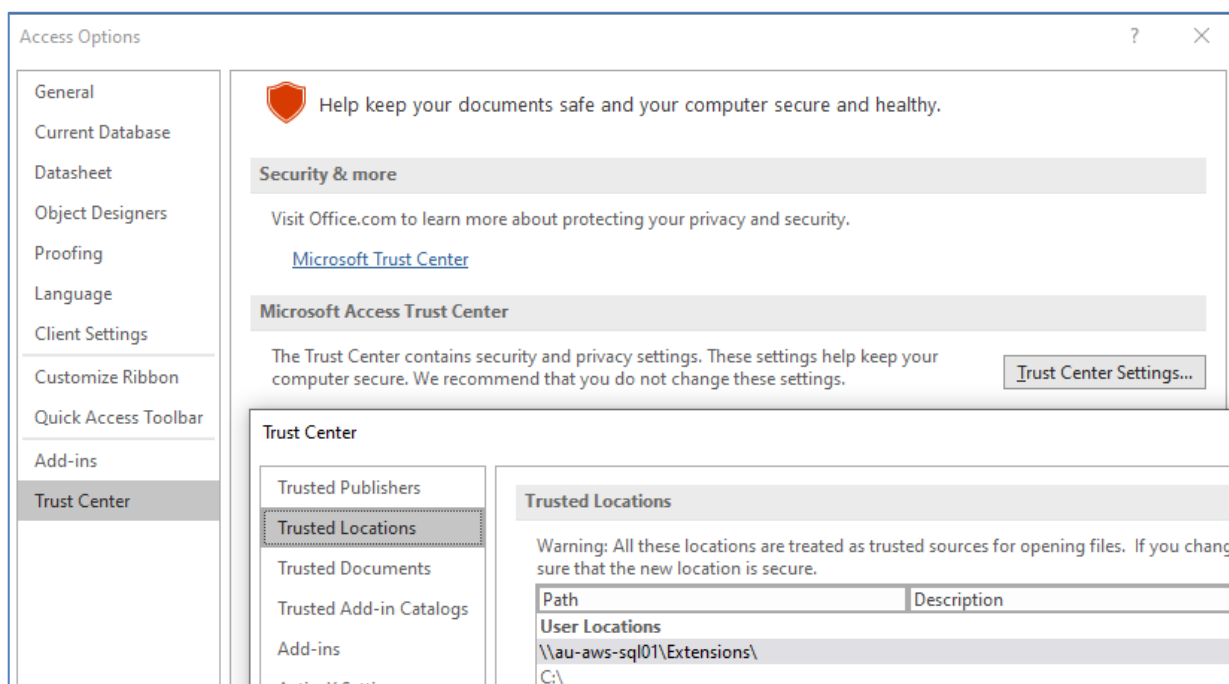 Access Options
?
General
Current Database
Datasheet
Object Designers
Proofing
Language
Client Settings
Customize Ribbon
Quick Access Toolbar
Add-ins
Trust Center
Help keep your documents safe and your computer secure and healthy.
Security & more
Visit Office.com to learn more about protecting your privacy and security.
Microsoft Trust Center
Microsoft Access Trust Center
The Trust Center contains security and privacy settings. These settings help keep your
computer secure. We recommend that you do not change these settings.
Trust Center Settings...
Trust Center
Trusted Publishers
Trusted Locations
Trusted Documents
Trusted Add-in Catalogs
Add-ins
Trusted Locations
Warning: All these locations are treated as trusted sources for opening files. If you chang
sure that the new location is secure.
Path Description
User Locations
\\au-aws-sql01\Extensions\
C:\